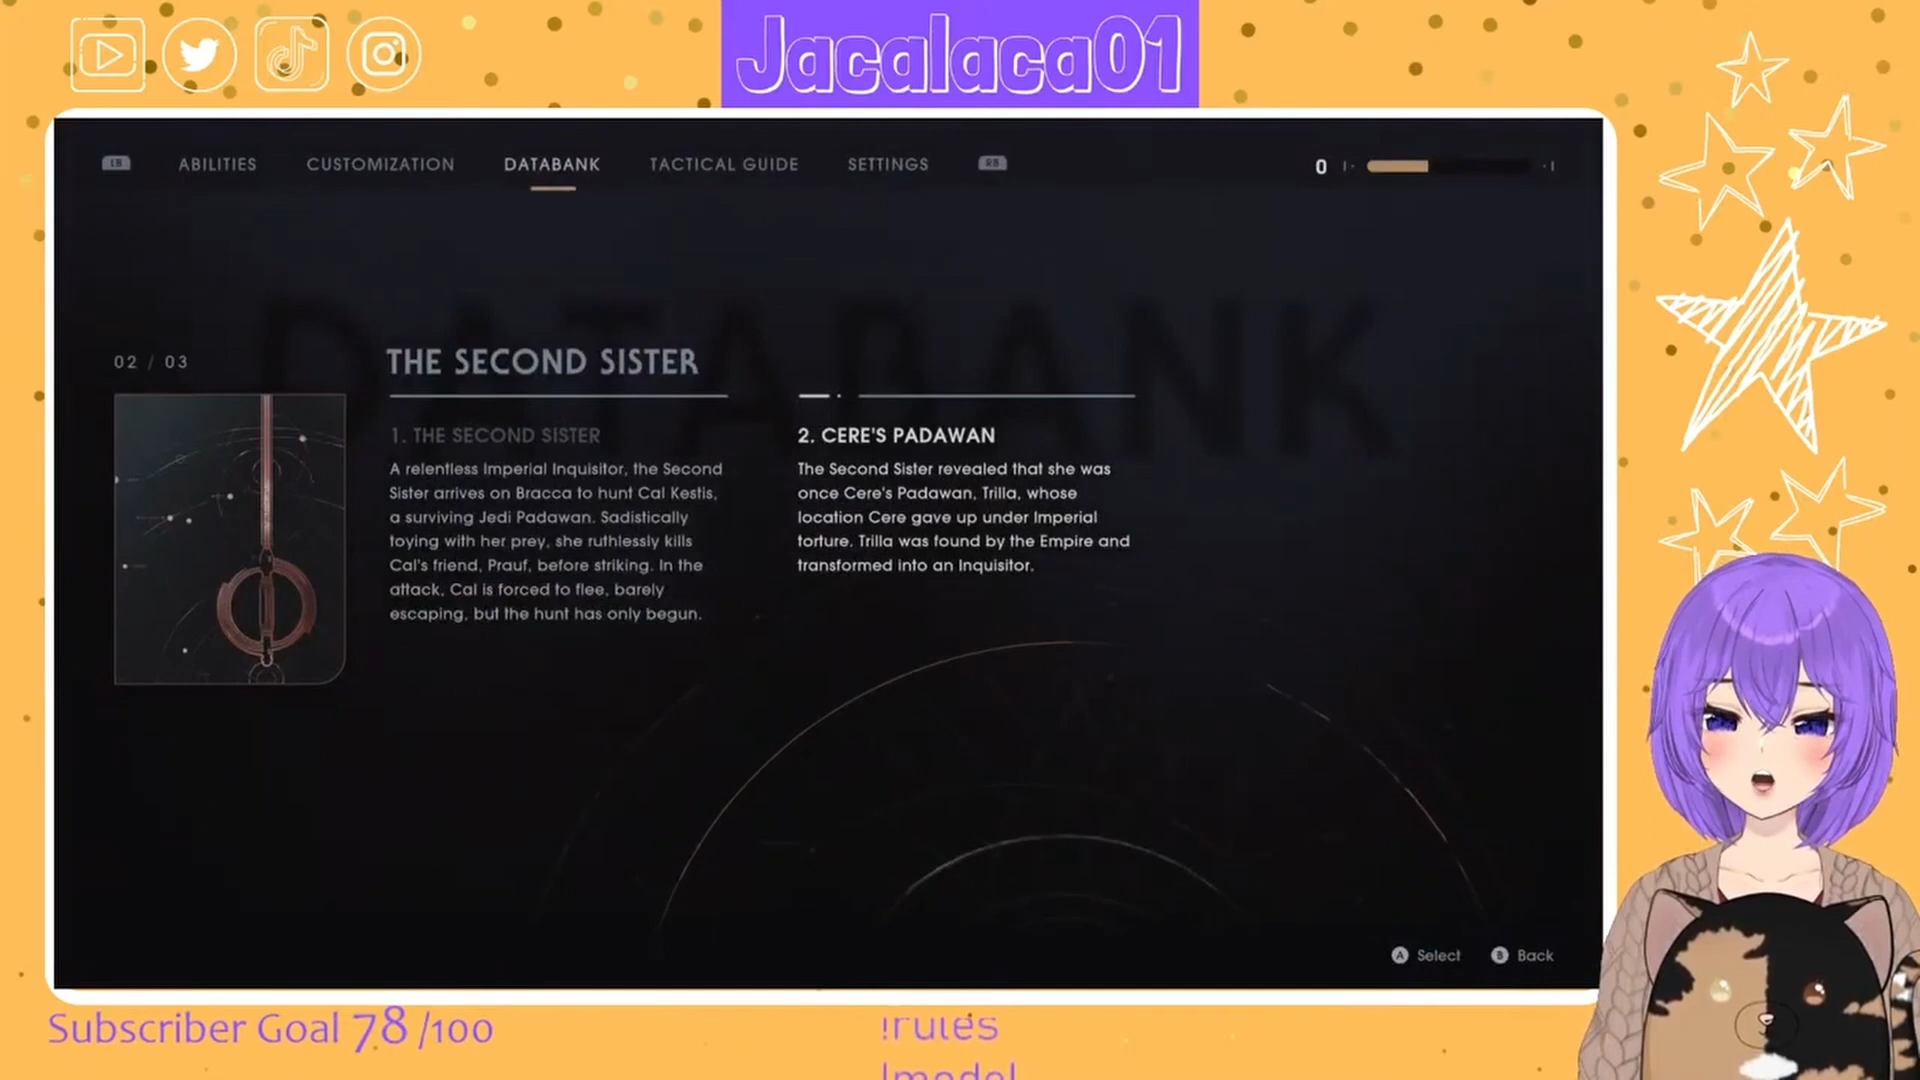 Jacalaca01
LB ABILITIES CUSTOMIZATION DATABANK TACTICAL GUIDE SETTINGS RB 0
DATABANK
02 / 03
THE SECOND SISTER
1. THE SECOND SISTER
A relentless Imperial Inquisitor, the Second
Sister arrives on Bracca to hunt Cal Kestis,
a surviving Jedi Padawan. Sadistically
toying with her prey, she ruthlessly kills
Cal's friend, Prauf, before striking. In the
attack, Cal is forced to flee, barely
escaping, but the hunt has only begun.
2. CERE'S PADAWAN
The Second Sister revealed that she was
once Cere's Padawan, Trilla, whose
location Cere gave up under Imperial
torture. Trilla was found by the Empire and
transformed into an Inquisitor.
A Select B Back
Subscriber Goal 78 /100
!rules
!model